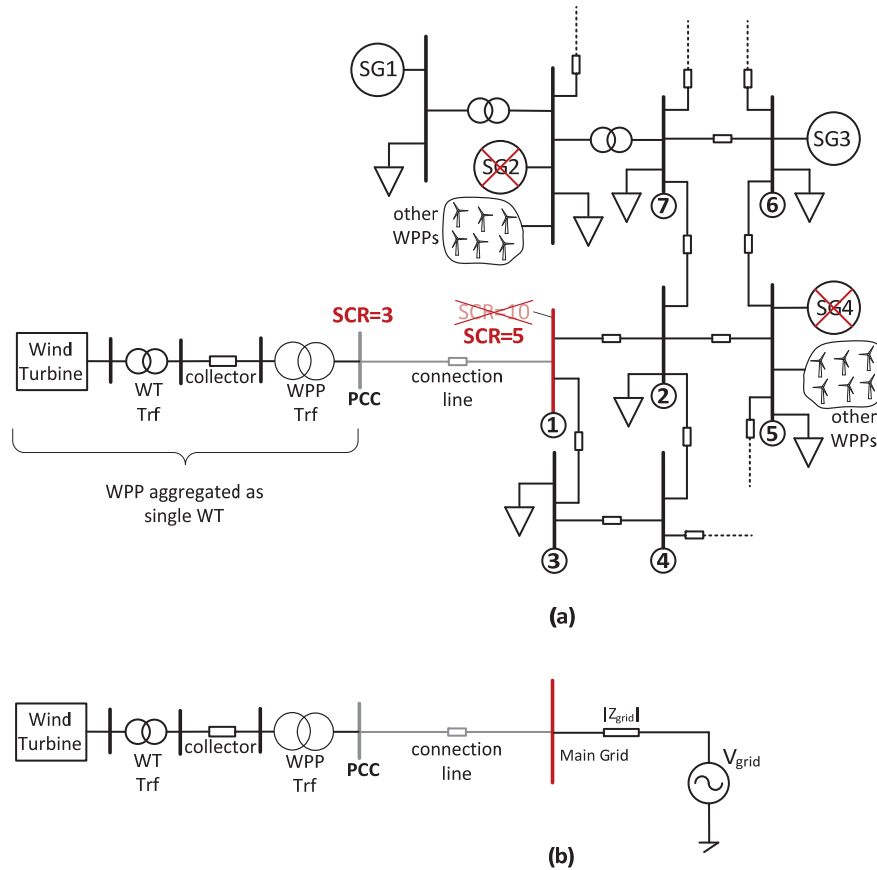 SG1
SG2
SG3
other
WPPs
7
6
SCR=10
SCR=3
SCR=5
SG4
Wind
Turbine
collector
WT
Trf
WPP
Trf
PCC
connection
line
1
2
other
WPPs
5
WPP aggregated as
single WT
3
4
(a)
Wind
Turbine
collector
WT
Trf
WPP
Trf
PCC
connection
line
|Zgrid|
Main Grid
Vgrid
(b)